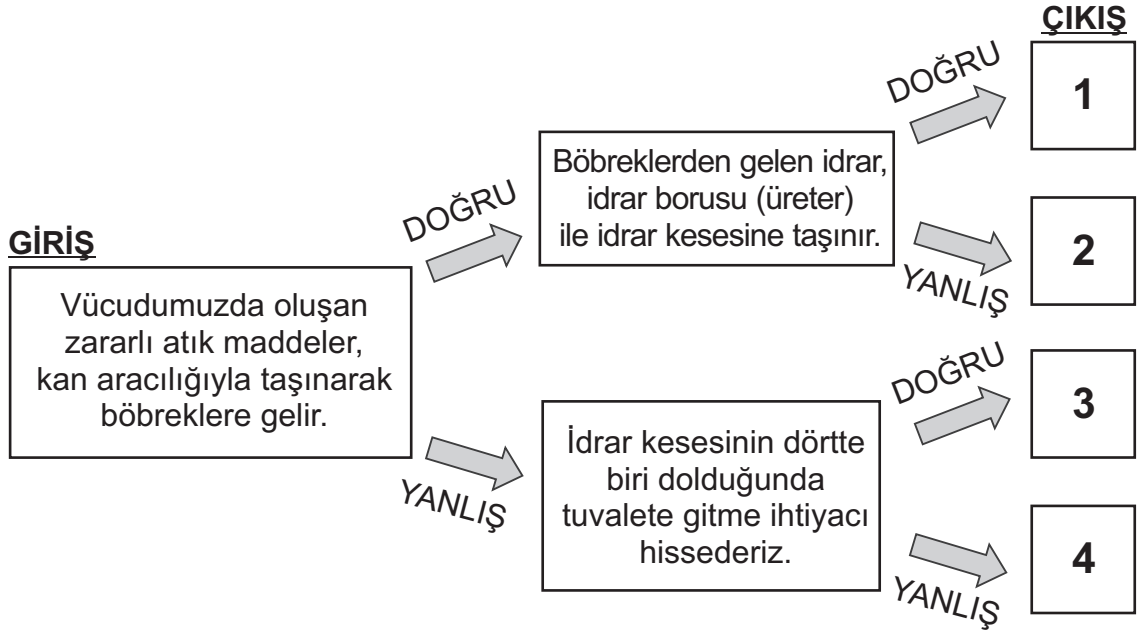 GİRİŞ
Vücudumuzda oluşan
zararlı atık maddeler,
kan aracılığıyla taşınarak
böbreklere gelir.
DOĞRU
YANLIŞ
Böbreklerden gelen idrar,
idrar borusu (üreter)
ile idrar kesesine taşınır.
İdrar kesesinin dörtte
biri dolduğunda
tuvalete gitme ihtiyacı
hissederiz.
DOĞRU
YANLIŞ
DOĞRU
YANLIŞ
ÇIKIŞ
1
2
3
4